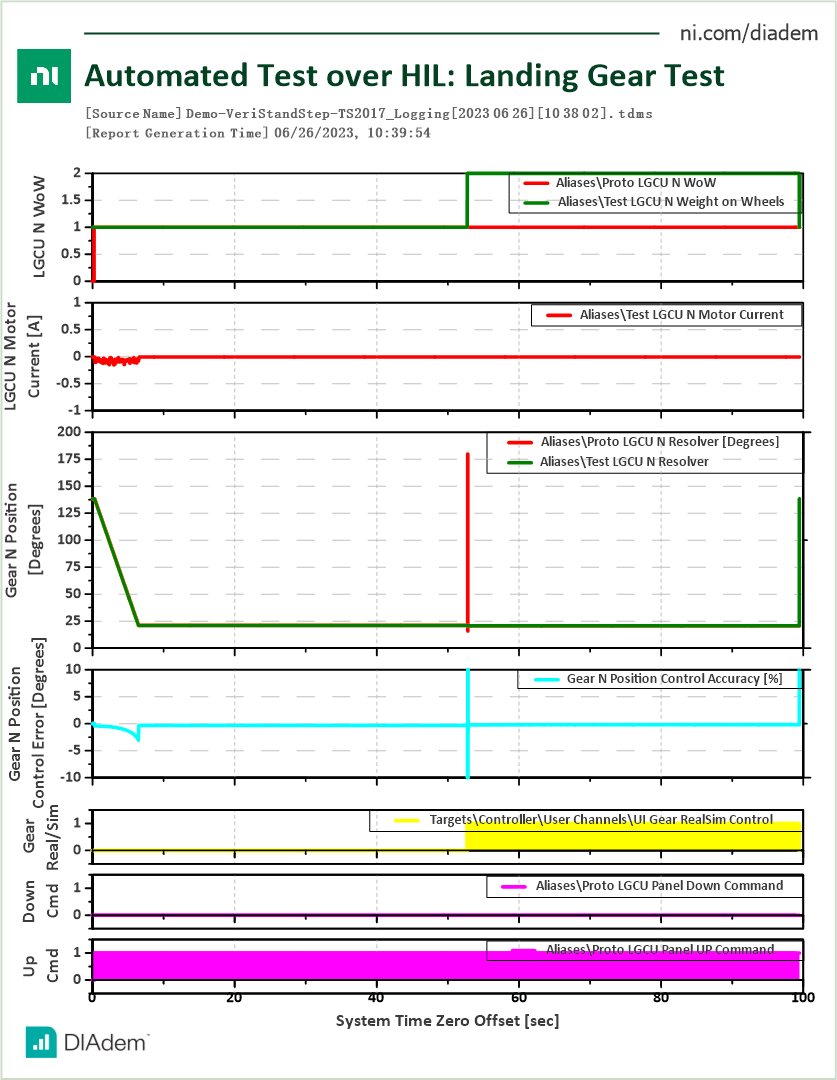 ni.com/diadem
ni
Automated Test over HIL: Landing Gear Test
[Source Name] Demo-VeriStandStep-TS2017_Logging[2023 06 26][10 38 02].tdms
[Report Generation Time] 06/26/2023, 10:39:54
LGCU N WoW
2
1.5
1
0.5
0
Aliases\Proto LGCU N WoW
Aliases\Test LGCU N Weight on Wheels
LGCU N Motor
Current [A]
1
0.5
0
-0.5
-1
Aliases\Test LGCU N Motor Current
Gear N Position
[Degrees]
200
175
150
125
100
75
50
25
0
Aliases\Proto LGCU N Resolver [Degrees]
Aliases\Test LGCU N Resolver
Gear N Position
Control Error [Degrees]
10
5
0
-5
-10
Gear N Position Control Accuracy [%]
Gear
Real/Sim
1
0
Targets\Controller\User Channels\UI Gear RealSim Control
Down
Cmd
1
0
Aliases\Proto LGCU Panel Down Command
Up
Cmd
1
0
Aliases\Proto LGCU Panel UP Command
0 20 40 60 80 100
System Time Zero Offset [sec]
DIAdem™